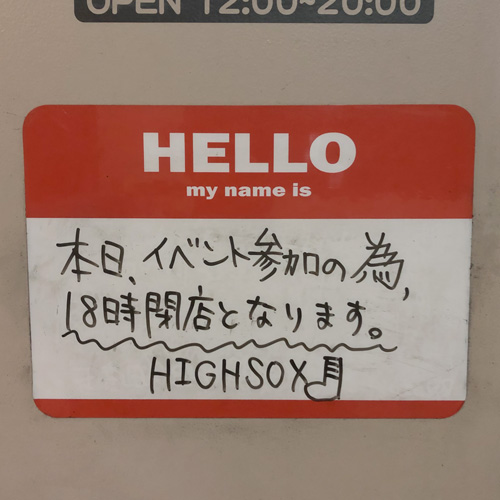 OPEN 12:00~20:00
HELLO
my name is
本日、イベント参加の為、
18時閉店となります。
HIGHSOX